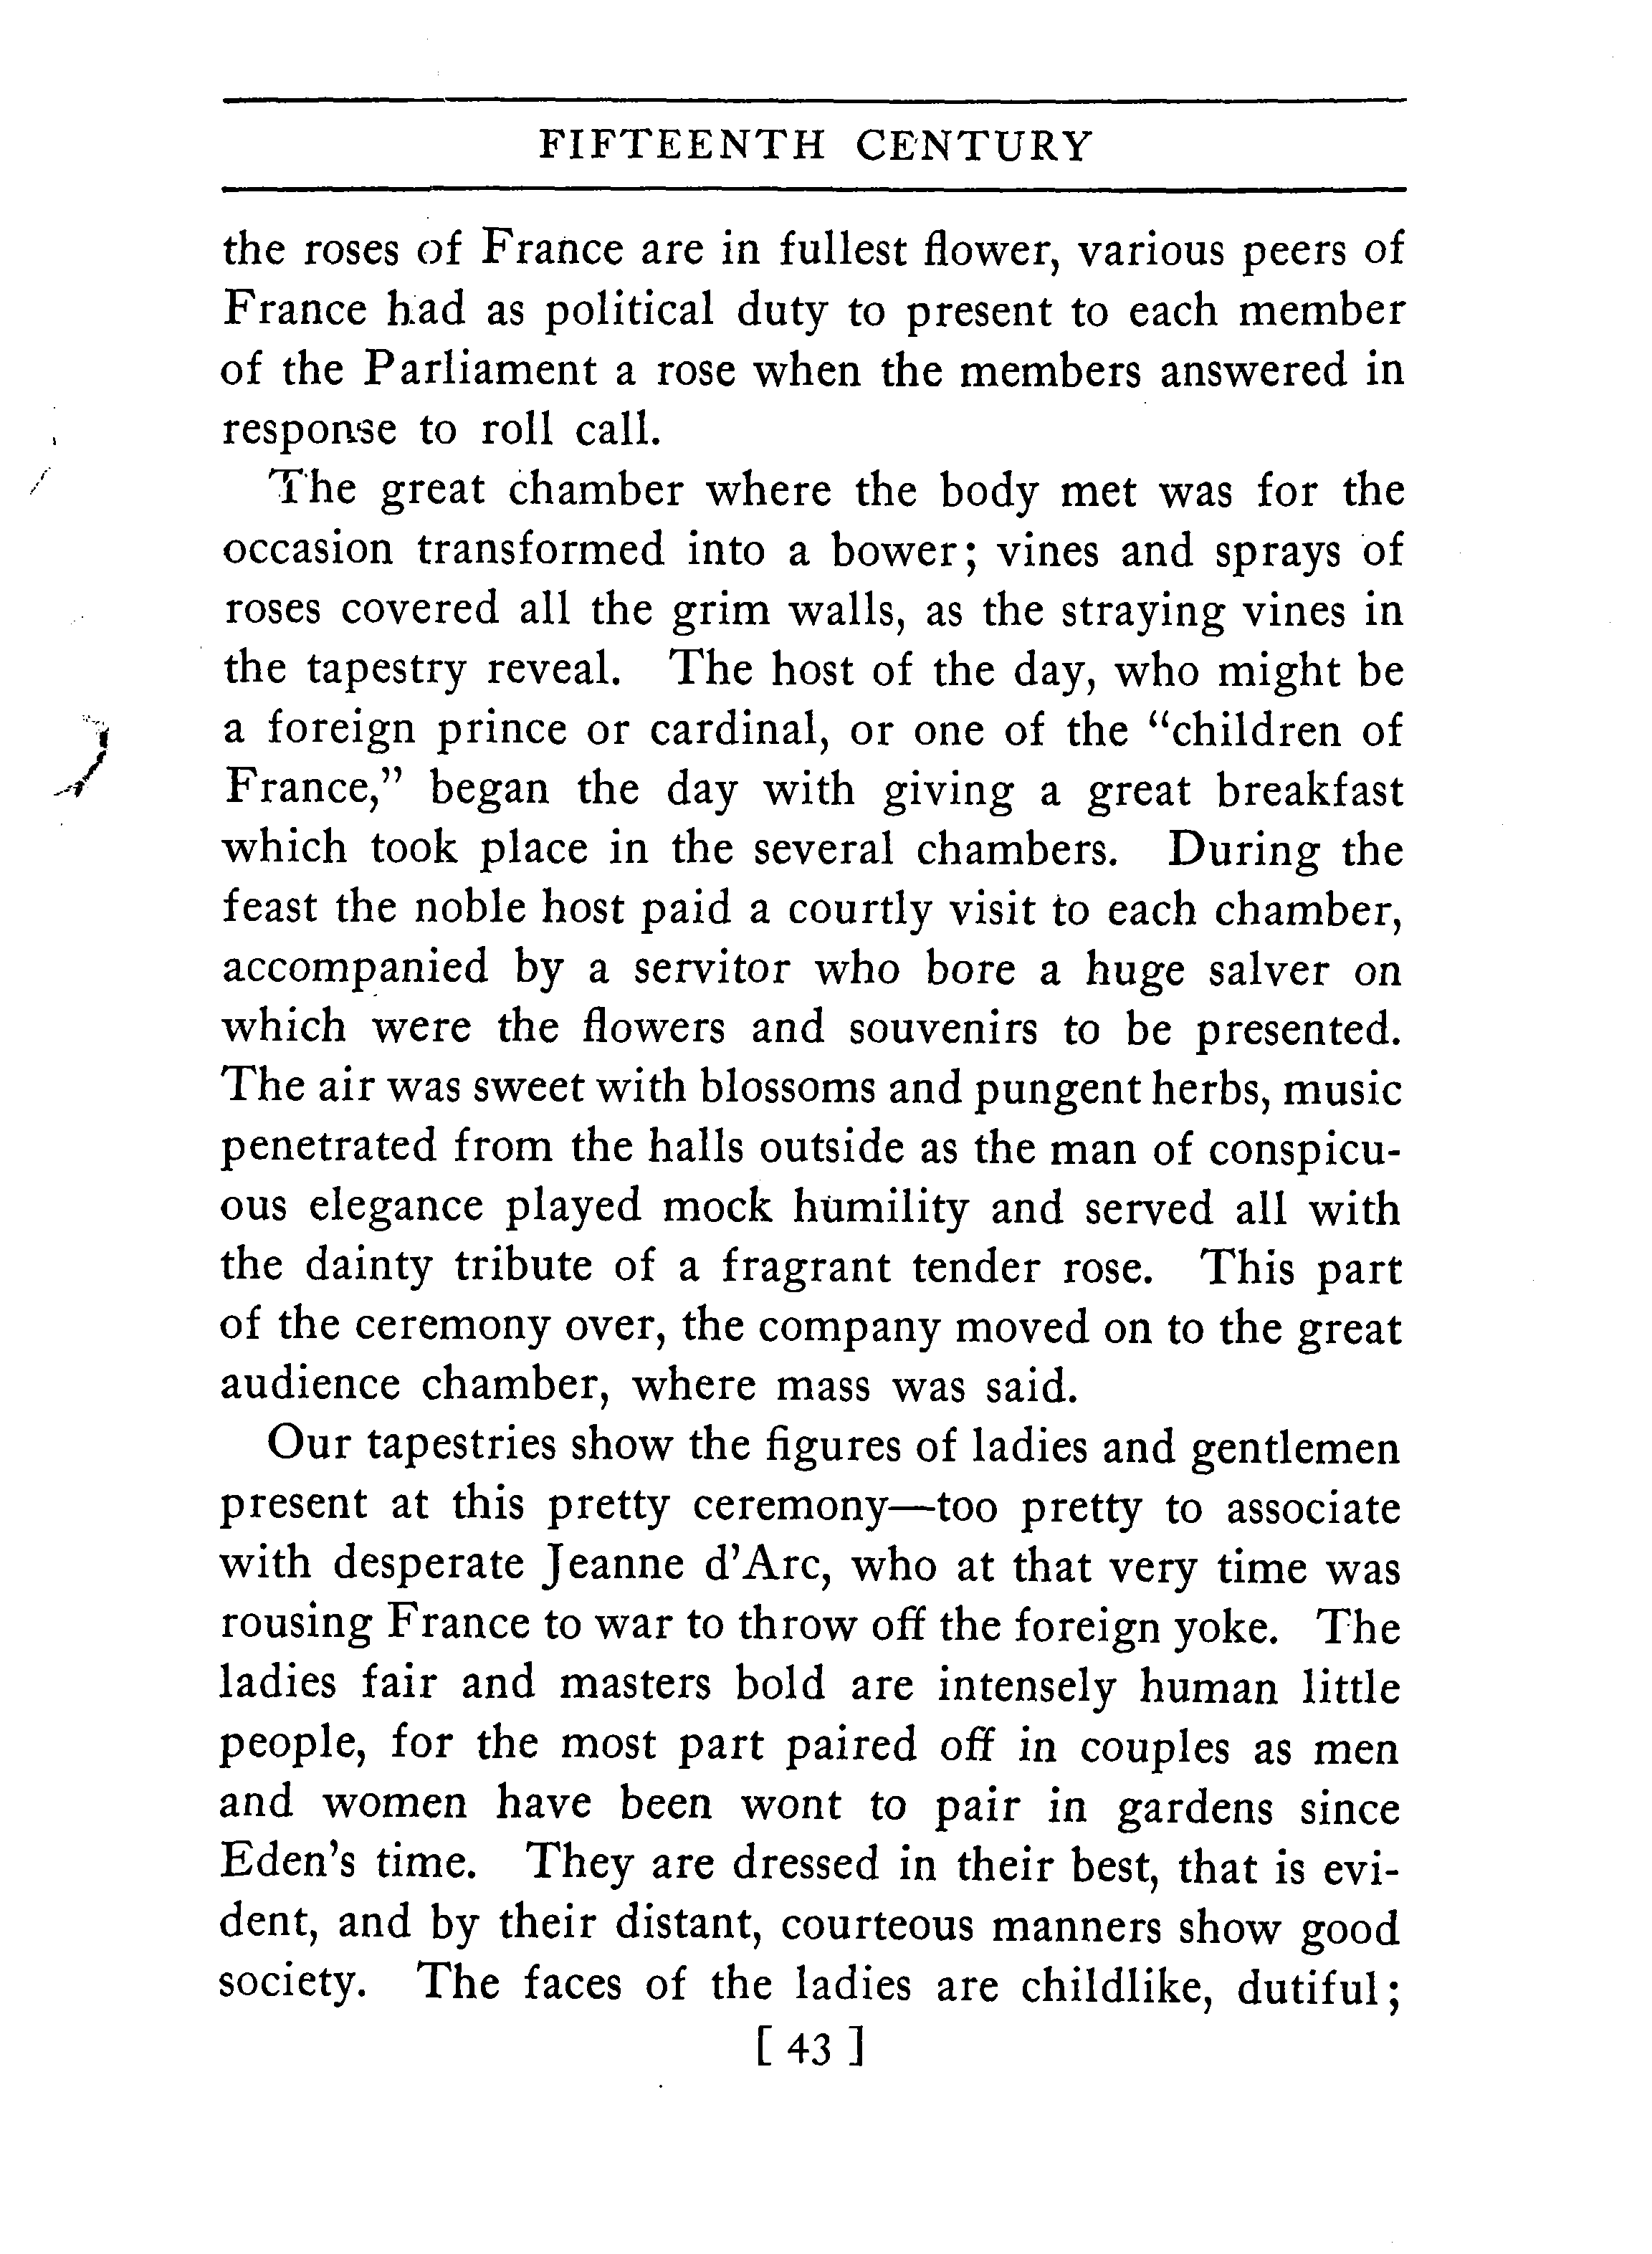 FIFTEENTH CENTURY
the roses of France are in fullest flower, various peers of
France had as political duty to present to each member
of the Parliament a rose when the members answered in
response to roll call.
The great chamber where the body met was for the
occasion transformed into a bower; vines and sprays of
roses covered all the grim walls, as the straying vines in
the tapestry reveal. The host of the day, who might be
a foreign prince or cardinal, or one of the “children of
France,” began the day with giving a great breakfast
which took place in the several chambers. During the
feast the noble host paid a courtly visit to each chamber,
accompanied by a servitor who bore a huge salver on
which were the flowers and souvenirs to be presented.
The air was sweet with blossoms and pungent herbs, music
penetrated from the halls outside as the man of conspicu-
ous elegance played mock humility and served all with
the dainty tribute of a fragrant tender rose. This part
of the ceremony over, the company moved on to the great
audience chamber, where mass was said.
Our tapestries show the figures of ladies and gentlemen
present at this pretty ceremony—too pretty to associate
with desperate Jeanne d’Arc, who at that very time was
rousing France to war to throw off the foreign yoke. The
ladies fair and masters bold are intensely human little
people, for the most part paired off in couples as men
and women have been wont to pair in gardens since
Eden’s time. They are dressed in their best, that is evi-
dent, and by their distant, courteous manners show good
society. The faces of the ladies are childlike, dutiful;
[ 43 ]